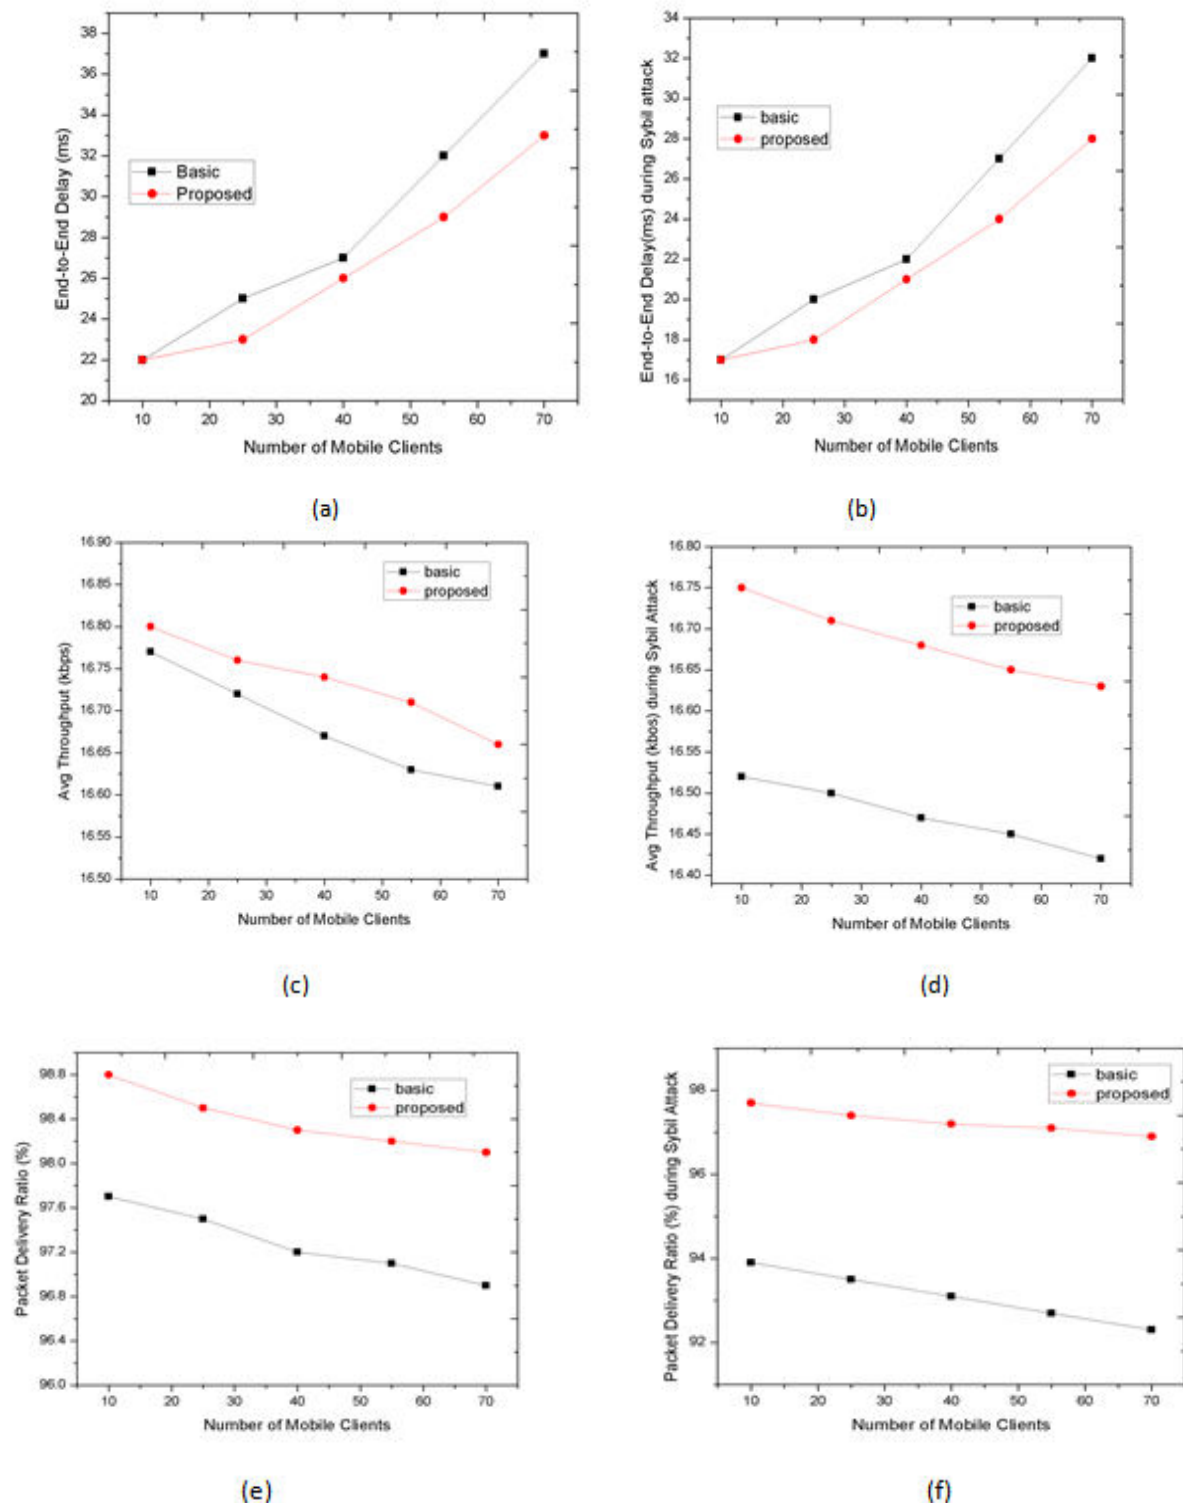 38
36
34
32
30
28
26
24
22
20
End-to-End Delay (ms)
Basic
Proposed
10 20 30 40 50 60 70
Number of Mobile Clients
(a)
34
32
30
28
26
24
22
20
18
16
End-to-End Delay(ms) during Sybil attack
basic
proposed
10 20 30 40 50 60 70
Number of Mobile Clients
(b)
16.90
16.85
16.80
16.75
16.70
16.65
16.60
16.55
16.50
Avg Throughput (kbps)
basic
proposed
10 20 30 40 50 60 70
Number of Mobile Clients
(c)
16.80
16.75
16.70
16.65
16.60
16.55
16.50
16.45
16.40
Avg Throughput (kbos) during Sybil Attack
basic
proposed
10 20 30 40 50 60 70
Number of Mobile Clients
(d)
98.8
98.4
98.0
97.6
97.2
96.8
96.4
96.0
Packet Delivery Ratio (%)
basic
proposed
10 20 30 40 50 60 70
Number of Mobile Clients
(e)
98
96
94
92
Packet Delivery Ratio (%) during Sybil Attack
basic
proposed
10 20 30 40 50 60 70
Number of Mobile Clients
(f)